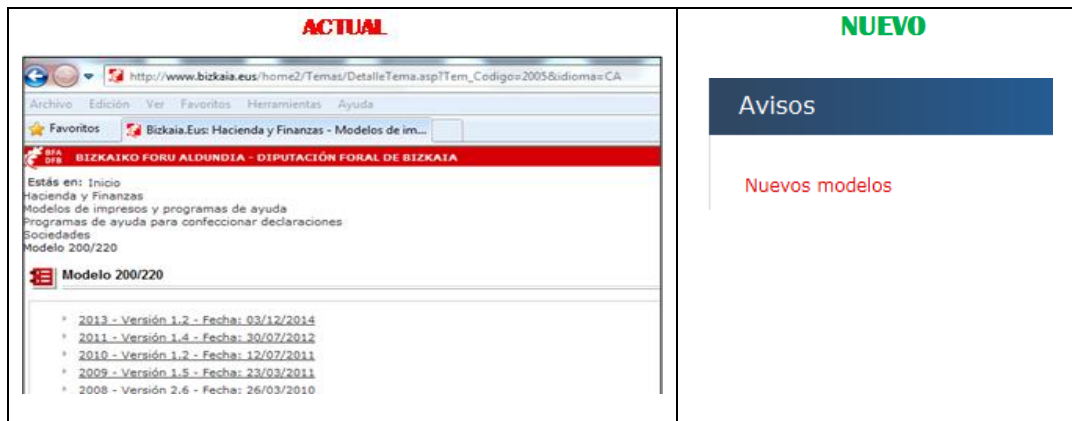 ACTUAL
http://www.bizkaia.eus/home2/Temas/DetalleTema.asp?Tem_Codigo=2005&idioma=CA
Archivo Edición Ver Favoritos Herramientas Ayuda
Favoritos Bizkaia.Eus: Hacienda y Finanzas - Modelos de im...
BFA DFB BIZKAIKO FORU ALDUNDIA - DIPUTACIÓN FORAL DE BIZKAIA
Estás en: Inicio
Hacienda y Finanzas
Modelos de impresos y programas de ayuda
Programas de ayuda para confeccionar declaraciones
Sociedades
Modelo 200/220
Modelo 200/220
2013 - Versión 1.2 - Fecha: 03/12/2014
2011 - Versión 1.4 - Fecha: 30/07/2012
2010 - Versión 1.2 - Fecha: 12/07/2011
2009 - Versión 1.5 - Fecha: 23/03/2011
2008 - Versión 2.6 - Fecha: 26/03/2010
NUEVO
Avisos
Nuevos modelos